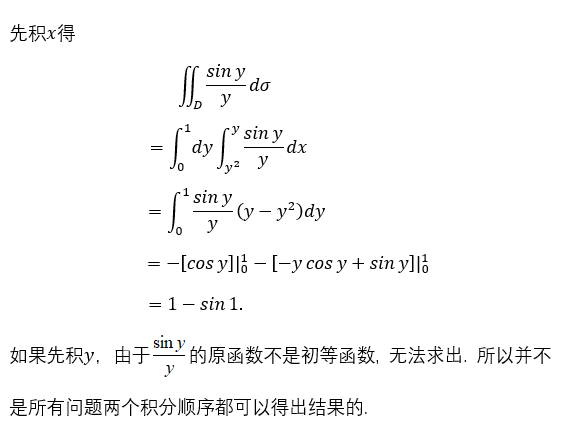 先积x得
∬_D (sin y)/y dσ
= ∫_0^1 dy ∫_{y²}^{y} (sin y)/y dx
= ∫_0^1 (sin y)/y (y − y²)dy
= −[cos y]|_0^1 − [−y cos y + sin y]|_0^1
= 1 − sin 1.
如果先积y, 由于(sin y)/y的原函数不是初等函数, 无法求出. 所以并不
是所有问题两个积分顺序都可以得出结果的.